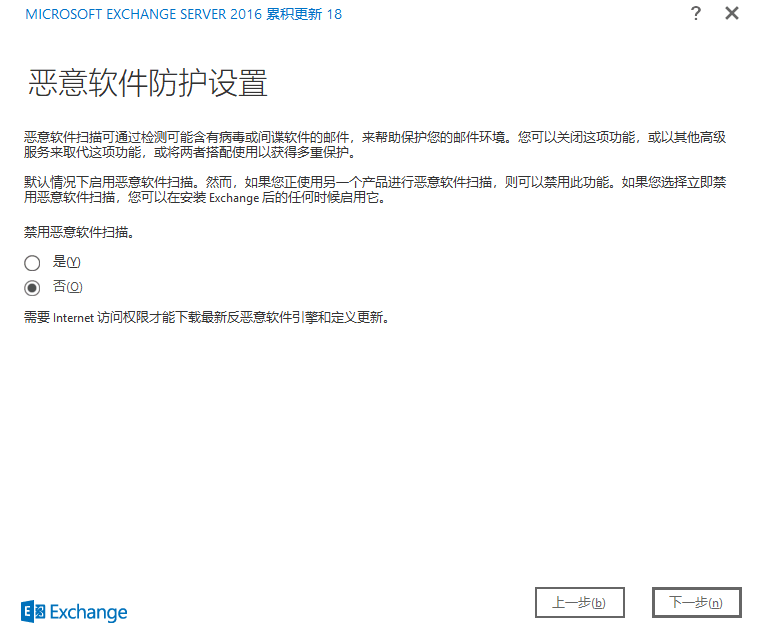 MICROSOFT EXCHANGE SERVER 2016 累积更新 18
?
恶意软件防护设置
恶意软件扫描可通过检测可能含有病毒或间谍软件的邮件，来帮助保护您的邮件环境。您可以关闭这项功能，或以其他高级
服务来取代这项功能，或将两者搭配使用以获得多重保护。
默认情况下启用恶意软件扫描。然而，如果您正使用另一个产品进行恶意软件扫描，则可以禁用此功能。如果您选择立即禁
用恶意软件扫描，您可以在安装 Exchange 后的任何时候启用它。
禁用恶意软件扫描。
是(Y)
否(O)
需要 Internet 访问权限才能下载最新反恶意软件引擎和定义更新。
E Exchange
上一步(b)
下一步(n)